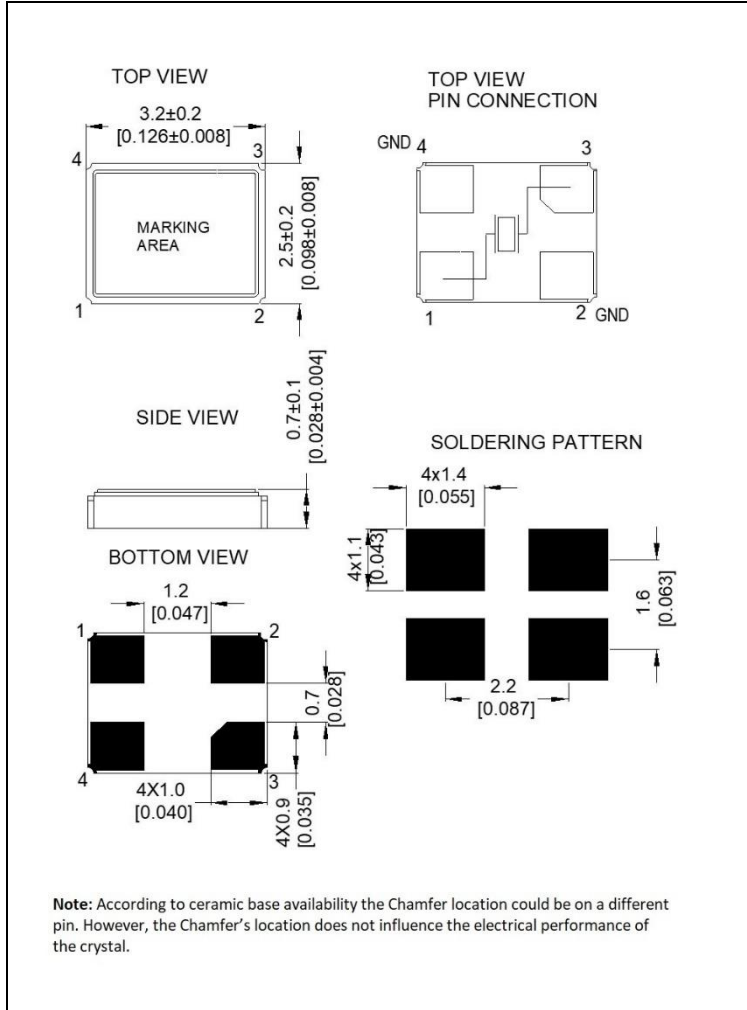 TOP VIEW
3.2±0.2
[0.126±0.008]
4
3
MARKING
AREA
2.5±0.2
[0.098±0.008]
1
2
TOP VIEW
PIN CONNECTION
GND 4
3
1
2 GND
SIDE VIEW
0.7±0.1
[0.028±0.004]
SOLDERING PATTERN
4x1.4
[0.055]
4x1.1
[0.043]
1.6
[0.063]
2.2
[0.087]
BOTTOM VIEW
1.2
[0.047]
1
2
0.7
[0.028]
4
3
4X1.0
[0.040]
4X0.9
[0.035]
Note: According to ceramic base availability the Chamfer location could be on a different
pin. However, the Chamfer’s location does not influence the electrical performance of
the crystal.